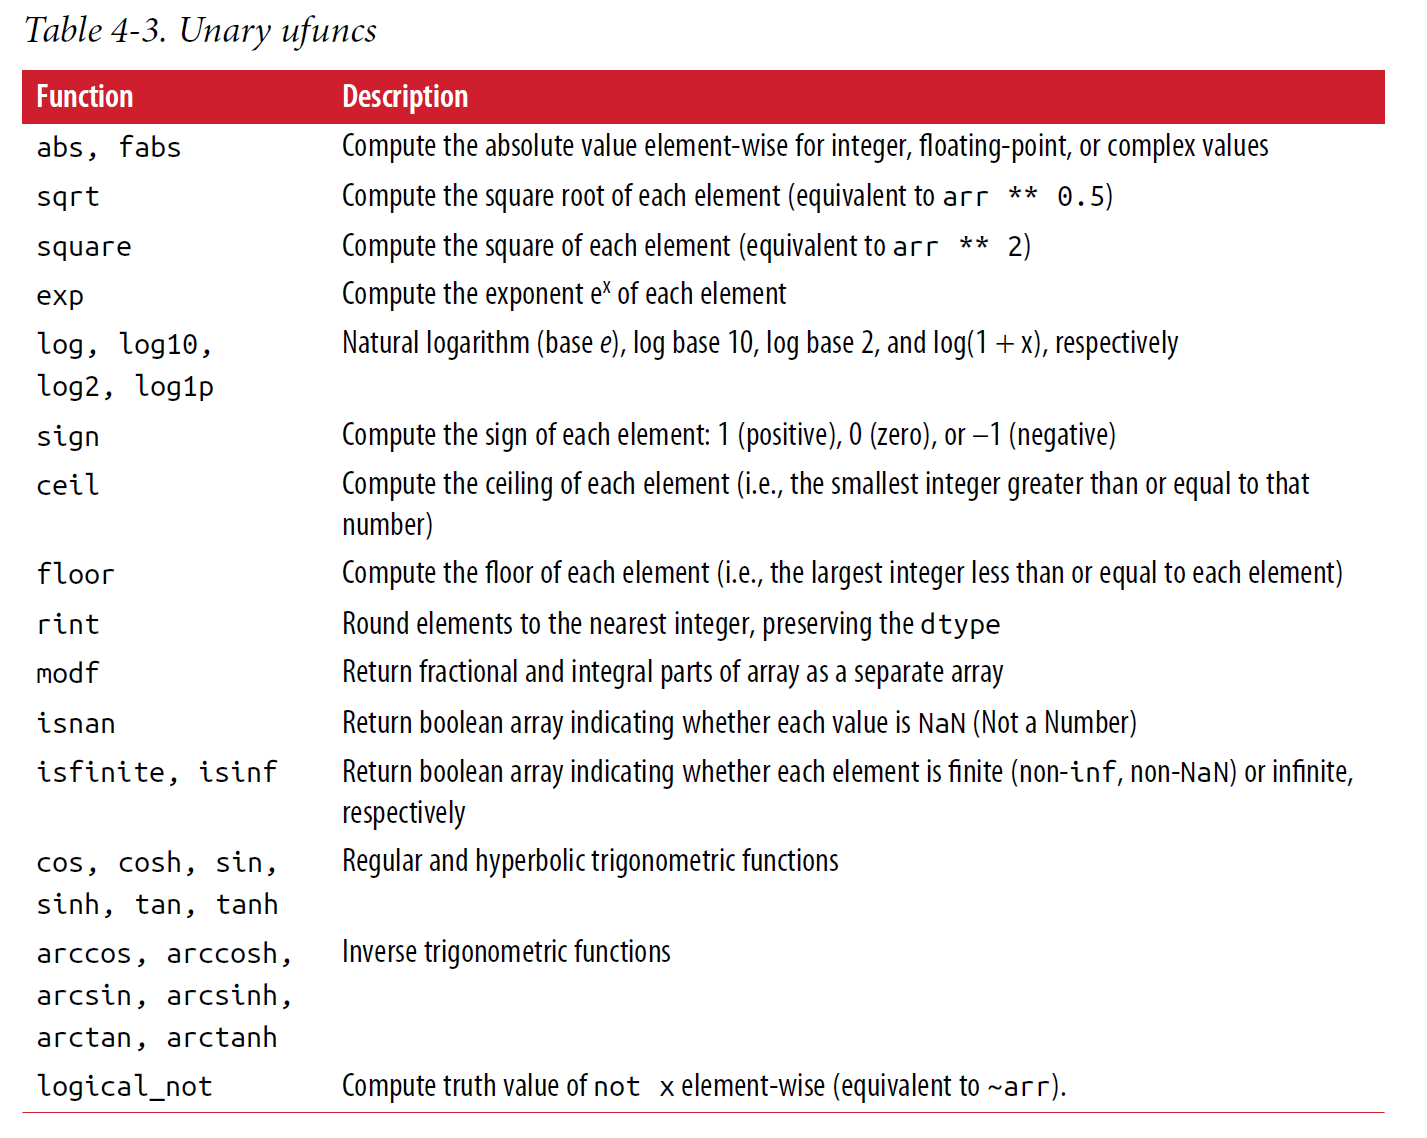 Table 4-3. Unary ufuncs
Function Description
abs, fabs Compute the absolute value element-wise for integer, floating-point, or complex values
sqrt Compute the square root of each element (equivalent to arr ** 0.5)
square Compute the square of each element (equivalent to arr ** 2)
exp Compute the exponent eˣ of each element
log, log10, Natural logarithm (base e), log base 10, log base 2, and log(1 + x), respectively
log2, log1p
sign Compute the sign of each element: 1 (positive), 0 (zero), or –1 (negative)
ceil Compute the ceiling of each element (i.e., the smallest integer greater than or equal to that
number)
floor Compute the floor of each element (i.e., the largest integer less than or equal to each element)
rint Round elements to the nearest integer, preserving the dtype
modf Return fractional and integral parts of array as a separate array
isnan Return boolean array indicating whether each value is NaN (Not a Number)
isfinite, isinf Return boolean array indicating whether each element is finite (non-inf, non-NaN) or infinite,
respectively
cos, cosh, sin, Regular and hyperbolic trigonometric functions
sinh, tan, tanh
arccos, arccosh, Inverse trigonometric functions
arcsin, arcsinh,
arctan, arctanh
logical_not Compute truth value of not x element-wise (equivalent to ~arr).